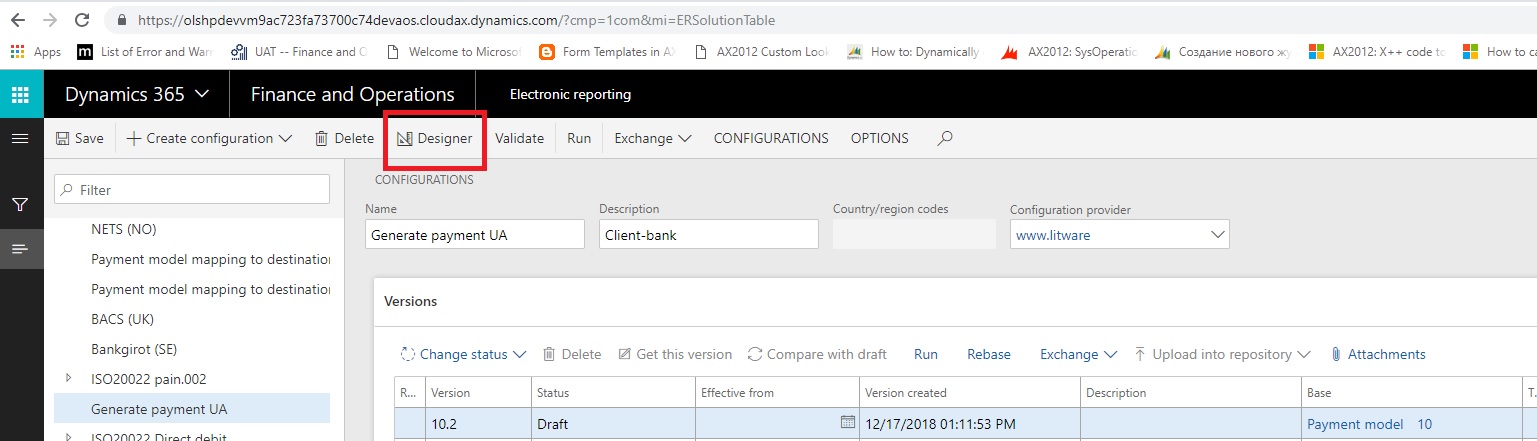 https://olshpdevvm9ac723fa73700c74devaos.cloudax.dynamics.com/?cmp=1com&mi=ERSolutionTable
Apps List of Error and Warn UAT -- Finance and O Welcome to Microsof Form Templates in AX AX2012 Custom Look How to: Dynamically AX2012: SysOperatic Создание нового жу AX2012: X++ code to How to ca
Dynamics 365 Finance and Operations Electronic reporting
Save Create configuration Delete Designer Validate Run Exchange CONFIGURATIONS OPTIONS
Filter
NETS (NO)
Payment model mapping to destination
Payment model mapping to destination
BACS (UK)
Bankgirot (SE)
ISO20022 pain.002
Generate payment UA
ISO20022 Direct debit
CONFIGURATIONS
Name Description Country/region codes Configuration provider
Generate payment UA Client-bank www.litware
Versions
Change status Delete Get this version Compare with draft Run Rebase Exchange Upload into repository Attachments
R... Version Status Effective from Version created Description Base T.
10.2 Draft 12/17/2018 01:11:53 PM Payment model 10